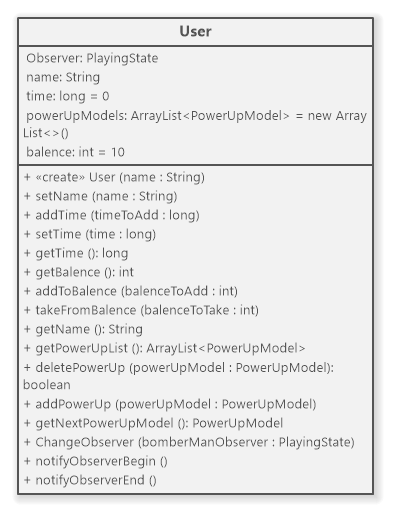 User
Observer: PlayingState
name: String
time: long = 0
powerUpModels: ArrayList<PowerUpModel> = new Array
List<>()
balence: int = 10
+ «create» User (name : String)
+ setName (name : String)
+ addTime (timeToAdd : long)
+ setTime (time : long)
+ getTime (): long
+ getBalence (): int
+ addToBalence (balenceToAdd : int)
+ takeFromBalence (balenceToTake : int)
+ getName (): String
+ getPowerUpList (): ArrayList<PowerUpModel>
+ deletePowerUp (powerUpModel : PowerUpModel):
boolean
+ addPowerUp (powerUpModel : PowerUpModel)
+ getNextPowerUpModel (): PowerUpModel
+ ChangeObserver (bomberManObserver : PlayingState)
+ notifyObserverBegin ()
+ notifyObserverEnd ()